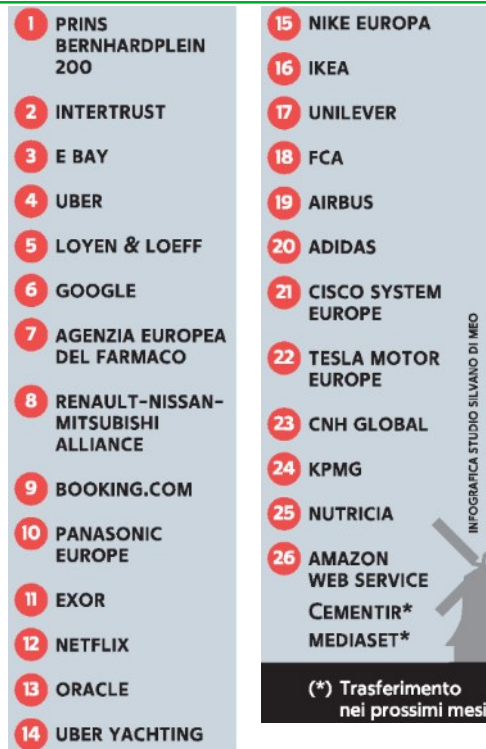 1 PRINS
BERNHARDPLEIN
200
2 INTERTRUST
3 E BAY
4 UBER
5 LOYEN & LOEFF
6 GOOGLE
7 AGENZIA EUROPEA
DEL FARMACO
8 RENAULT-NISSAN-
MITSUBISHI
ALLIANCE
9 BOOKING.COM
10 PANASONIC
EUROPE
11 EXOR
12 NETFLIX
13 ORACLE
14 UBER YACHTING
15 NIKE EUROPA
16 IKEA
17 UNILEVER
18 FCA
19 AIRBUS
20 ADIDAS
21 CISCO SYSTEM
EUROPE
22 TESLA MOTOR
EUROPE
23 CNH GLOBAL
24 KPMG
25 NUTRICIA
26 AMAZON
WEB SERVICE
CEMENTIR*
MEDIASET*
(*) Trasferimento
nei prossimi mesi
INFOGRAFICA STUDIO SILVANO DI MEO